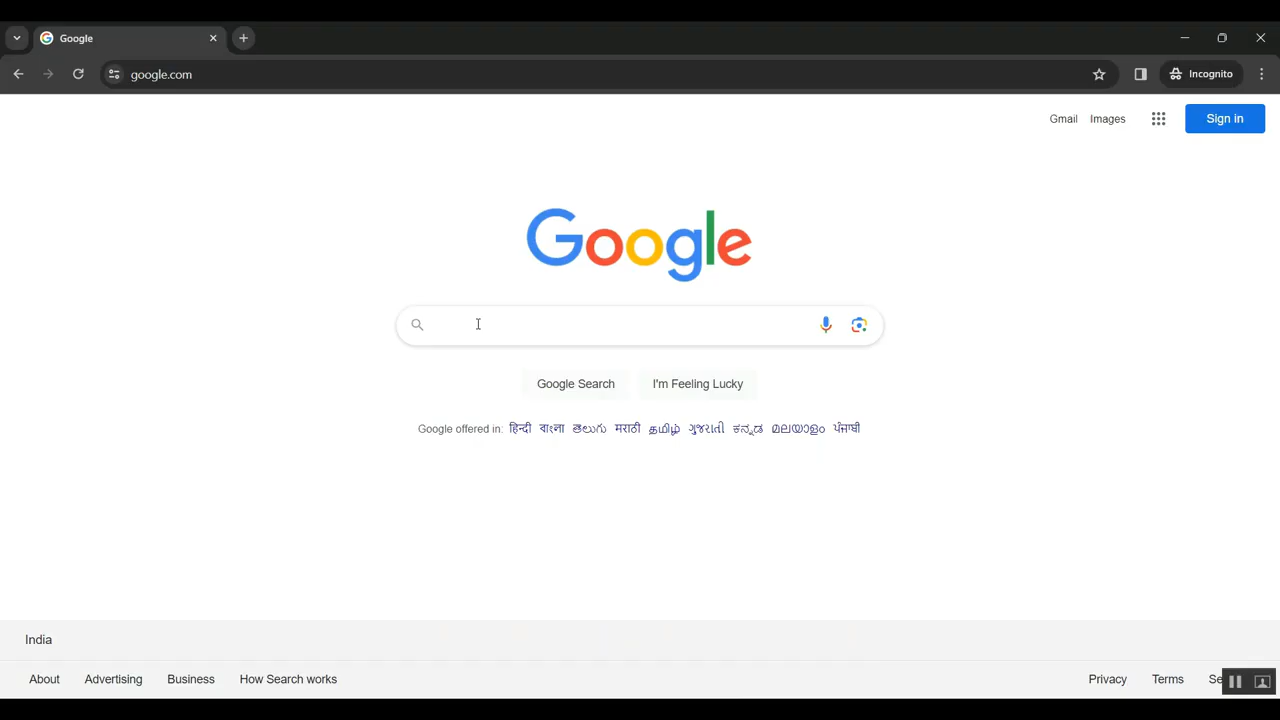 Google
google.com
Incognito
Gmail Images
Sign in
Google
Google Search I'm Feeling Lucky
Google offered in: हिन्दी বাংলা తెలుగు मराठी தமிழ் ગુજરાતી ಕನ್ನಡ മലയാളം ਪੰਜਾਬੀ
India
About Advertising Business How Search works Privacy Terms